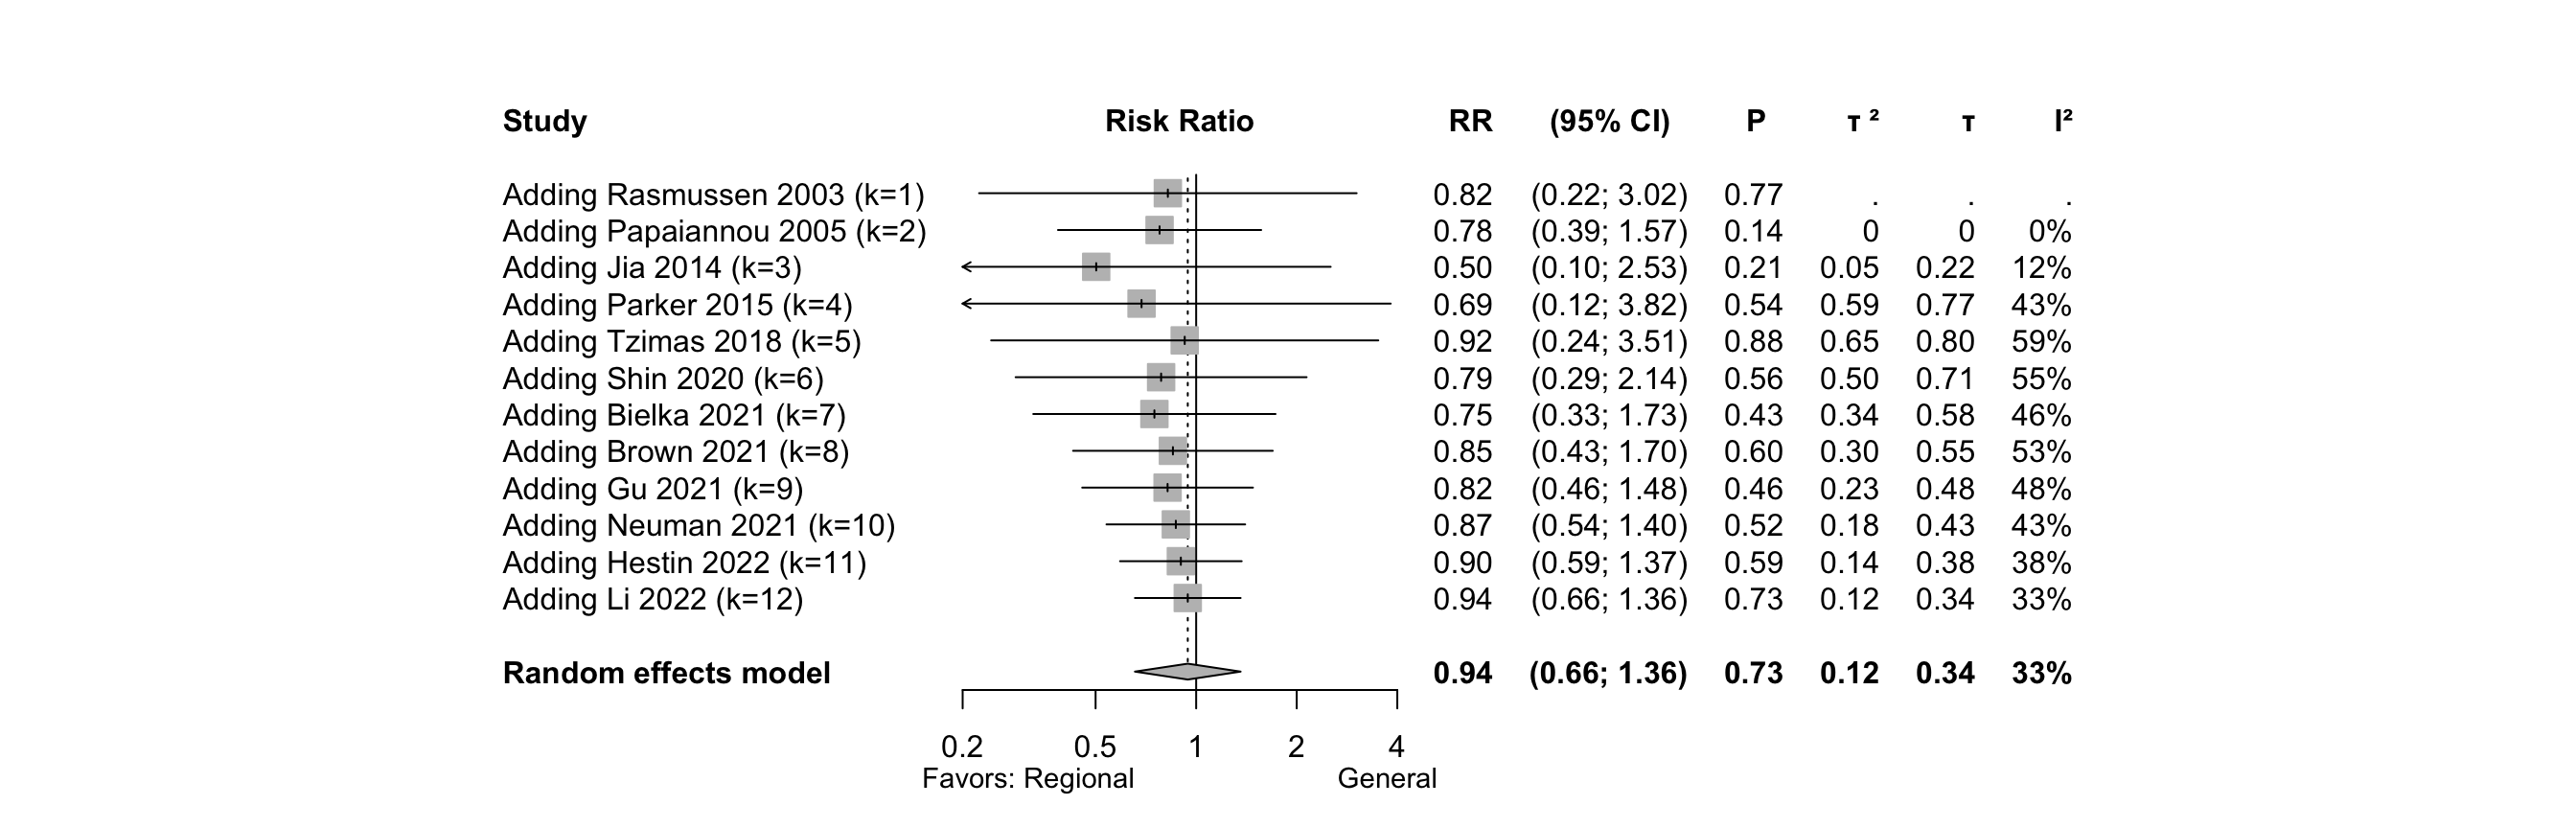 Study Risk Ratio RR (95% CI) P τ ² τ I²
Adding Rasmussen 2003 (k=1) 0.82 (0.22; 3.02) 0.77 . . .
Adding Papaiannou 2005 (k=2) 0.78 (0.39; 1.57) 0.14 0 0 0%
Adding Jia 2014 (k=3) 0.50 (0.10; 2.53) 0.21 0.05 0.22 12%
Adding Parker 2015 (k=4) 0.69 (0.12; 3.82) 0.54 0.59 0.77 43%
Adding Tzimas 2018 (k=5) 0.92 (0.24; 3.51) 0.88 0.65 0.80 59%
Adding Shin 2020 (k=6) 0.79 (0.29; 2.14) 0.56 0.50 0.71 55%
Adding Bielka 2021 (k=7) 0.75 (0.33; 1.73) 0.43 0.34 0.58 46%
Adding Brown 2021 (k=8) 0.85 (0.43; 1.70) 0.60 0.30 0.55 53%
Adding Gu 2021 (k=9) 0.82 (0.46; 1.48) 0.46 0.23 0.48 48%
Adding Neuman 2021 (k=10) 0.87 (0.54; 1.40) 0.52 0.18 0.43 43%
Adding Hestin 2022 (k=11) 0.90 (0.59; 1.37) 0.59 0.14 0.38 38%
Adding Li 2022 (k=12) 0.94 (0.66; 1.36) 0.73 0.12 0.34 33%
Random effects model 0.94 (0.66; 1.36) 0.73 0.12 0.34 33%
0.2 0.5 1 2 4
Favors: Regional General